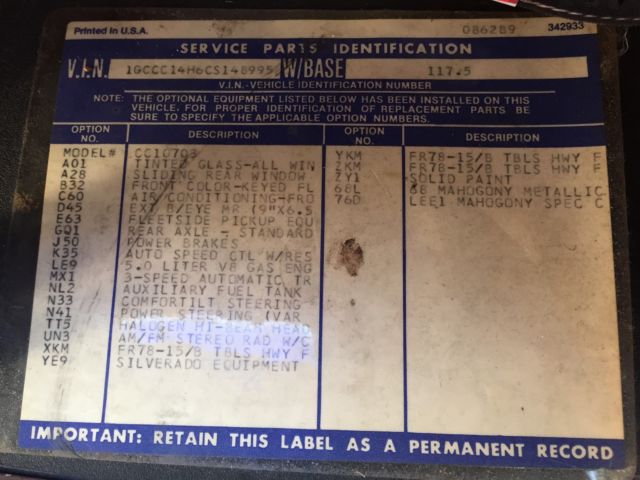 Printed in U.S.A. 086289 342933
SERVICE PARTS IDENTIFICATION
V.I.N. 1GCCC14H6CS148995 W/BASE 117.5
V.I.N.-VEHICLE IDENTIFICATION NUMBER
NOTE: THE OPTIONAL EQUIPMENT LISTED BELOW HAS BEEN INSTALLED ON THIS
VEHICLE. FOR PROPER IDENTIFICATION OF REPLACEMENT PARTS BE
SURE TO SPECIFY THE APPLICABLE OPTION NUMBERS.
OPTION NO. DESCRIPTION OPTION NO. DESCRIPTION
MODEL# CC10703
A01 TINTED GLASS-ALL WIN
A28 SLIDING REAR WINDOW
B32 FRONT COLOR-KEYED FL
C60 AIR CONDITIONING-FRO
D45 EXT B/EYE MR (9"X6.5
E63 FLEETSIDE PICKUP EQU
GQ1 REAR AXLE - STANDARD
J50 POWER BRAKES
K35 AUTO SPEED CTL W/RES
LE9 5.0 LITER V8 GAS ENG
MX1 3-SPEED AUTOMATIC TR
NL2 AUXILIARY FUEL TANK
N33 COMFORTILT STEERING
N41 POWER STEERING (VAR
TT5 HALOGEN HI-BEAM HEAD
UN3 AM/FM STEREO RAD W/C
XKM FR78-15/B TBLS HWY F
YE9 SILVERADO EQUIPMENT
YKM FR78-15/B TBLS HWY F
ZKM FR78-15/B TBLS HWY F
ZY1 SOLID PAINT
68L 68 MAHOGONY METALLIC
76D LEE1 MAHOGONY SPEC C
IMPORTANT: RETAIN THIS LABEL AS A PERMANENT RECORD